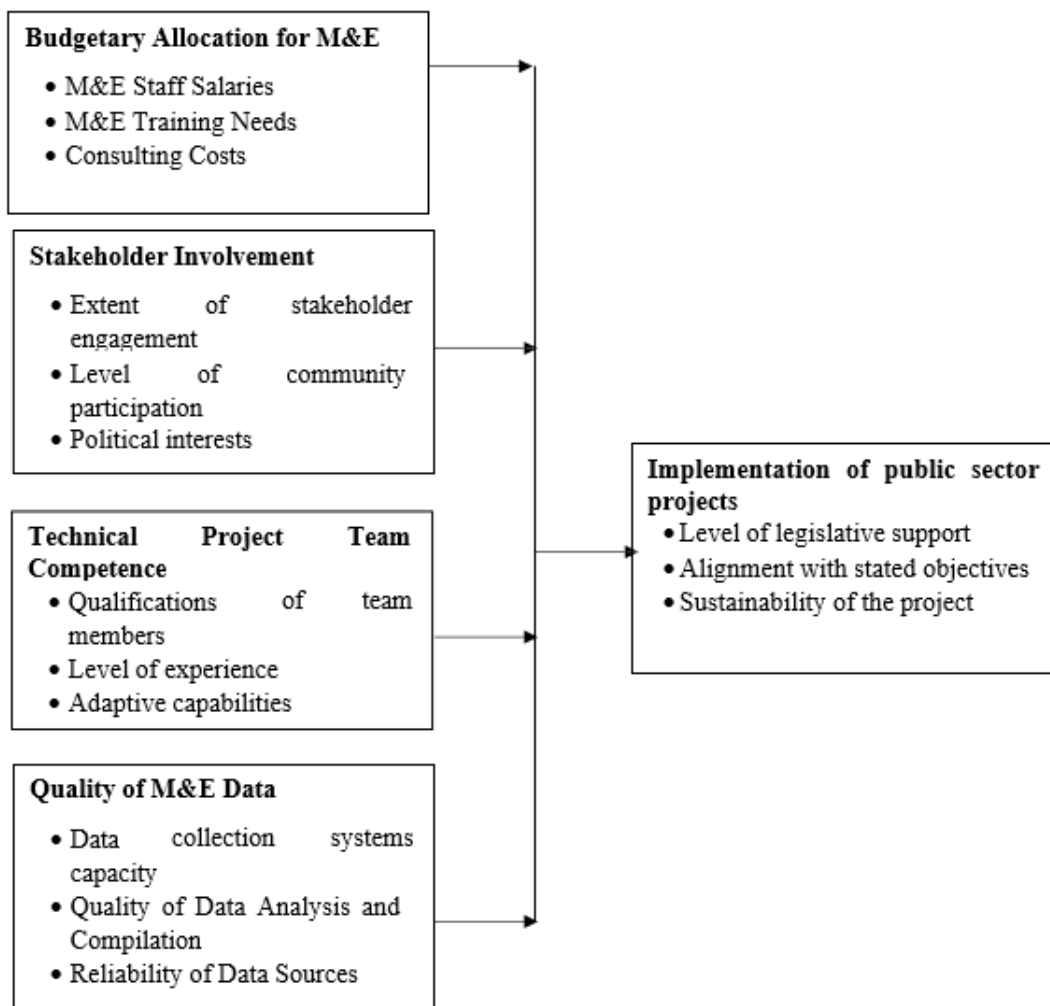 Budgetary Allocation for M&E
• M&E Staff Salaries
• M&E Training Needs
• Consulting Costs
Stakeholder Involvement
• Extent of stakeholder
engagement
• Level of community
participation
• Political interests
Technical Project Team
Competence
• Qualifications of team
members
• Level of experience
• Adaptive capabilities
Quality of M&E Data
• Data collection systems
capacity
• Quality of Data Analysis and
Compilation
• Reliability of Data Sources
Implementation of public sector
projects
• Level of legislative support
• Alignment with stated objectives
• Sustainability of the project